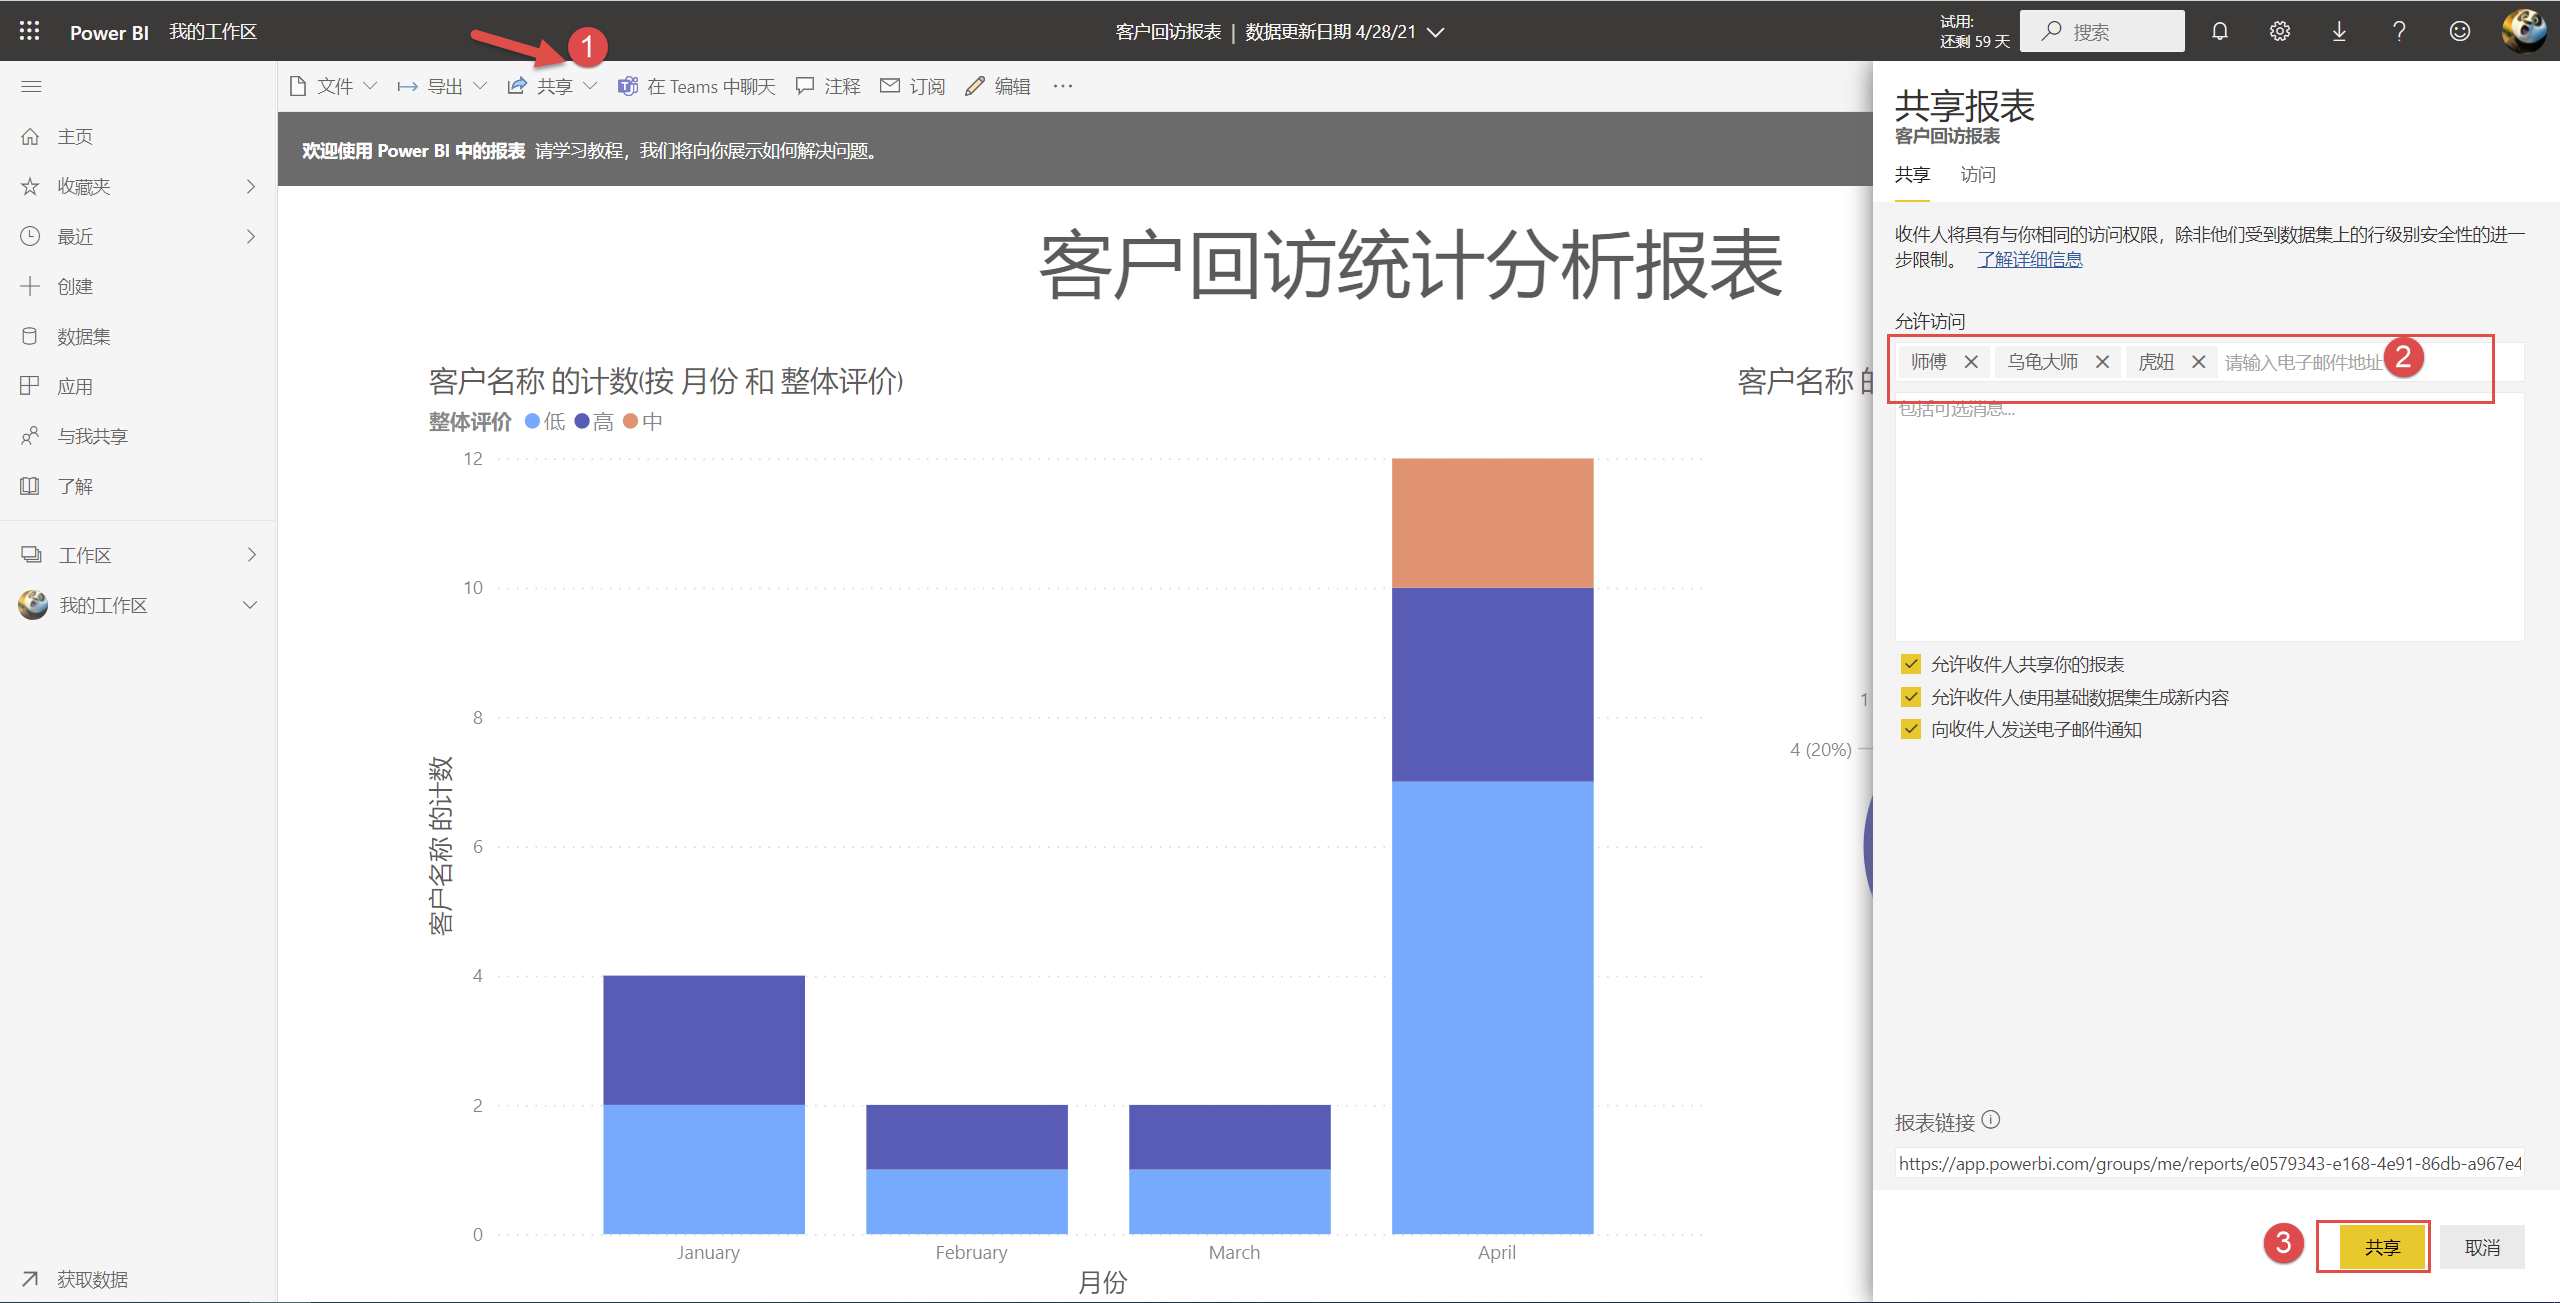 Power BI 我的工作区
客户回访报表 | 数据更新日期 4/28/21
试用:
还剩 59 天
搜索
1
文件 导出 共享 在 Teams 中聊天 注释 订阅 编辑 ···
主页
收藏夹
最近
创建
数据集
应用
与我共享
了解
工作区
我的工作区
获取数据
欢迎使用 Power BI 中的报表 请学习教程，我们将向你展示如何解决问题。
客户回访统计分析报表
客户名称 的计数(按 月份 和 整体评价)
整体评价 低 高 中
12
10
8
6
4
2
0
客户名称 的计数
January February March April
月份
客户名称 的
1
4 (20%)
共享报表
客户回访报表
共享 访问
收件人将具有与你相同的访问权限，除非他们受到数据集上的行级别安全性的进一
步限制。 了解详细信息
允许访问
师傅 乌龟大师 虎妞 请输入电子邮件地址 2
包括可选消息...
允许收件人共享你的报表
允许收件人使用基础数据集生成新内容
向收件人发送电子邮件通知
报表链接
https://app.powerbi.com/groups/me/reports/e0579343-e168-4e91-86db-a967e4
3 共享 取消